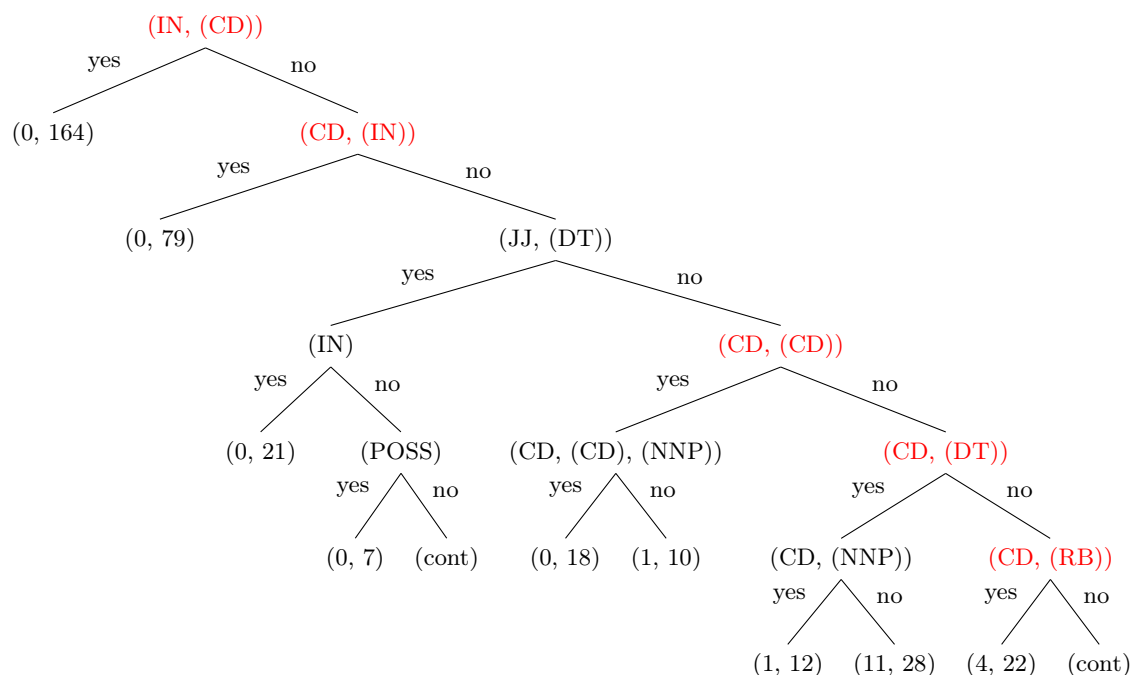 (IN, (CD))
yes
no
(0, 164)
(CD, (IN))
yes
no
(0, 79)
(JJ, (DT))
yes
no
(IN)
(CD, (CD))
yes
no
yes
no
(0, 21)
(POSS)
(CD, (CD), (NNP))
(CD, (DT))
yes
no
yes
no
yes
no
(0, 7)
(cont)
(0, 18)
(1, 10)
(CD, (NNP))
(CD, (RB))
yes
no
yes
no
(1, 12)
(11, 28)
(4, 22)
(cont)